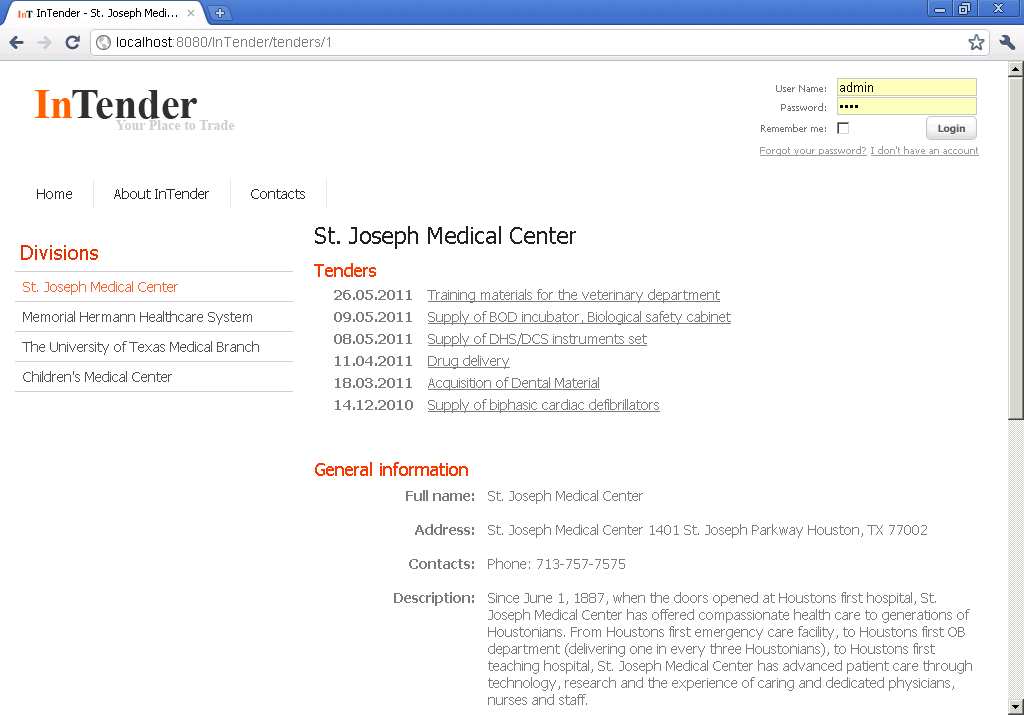 InT InTender - St. Joseph Medi...
localhost:8080/InTender/tenders/1
InTender
Your Place to Trade
User Name: admin
Password: ••••
Remember me:
Login
Forgot your password? I don't have an account
Home About InTender Contacts
Divisions
St. Joseph Medical Center
Memorial Hermann Healthcare System
The University of Texas Medical Branch
Children's Medical Center
St. Joseph Medical Center
Tenders
26.05.2011 Training materials for the veterinary department
09.05.2011 Supply of BOD incubator, Biological safety cabinet
08.05.2011 Supply of DHS/DCS instruments set
11.04.2011 Drug delivery
18.03.2011 Acquisition of Dental Material
14.12.2010 Supply of biphasic cardiac defibrillators
General information
Full name: St. Joseph Medical Center
Address: St. Joseph Medical Center 1401 St. Joseph Parkway Houston, TX 77002
Contacts: Phone: 713-757-7575
Description: Since June 1, 1887, when the doors opened at Houstons first hospital, St.
Joseph Medical Center has offered compassionate health care to generations of
Houstonians. From Houstons first emergency care facility, to Houstons first OB
department (delivering one in every three Houstonians), to Houstons first
teaching hospital, St. Joseph Medical Center has advanced patient care through
technology, research and the experience of caring and dedicated physicians,
nurses and staff.